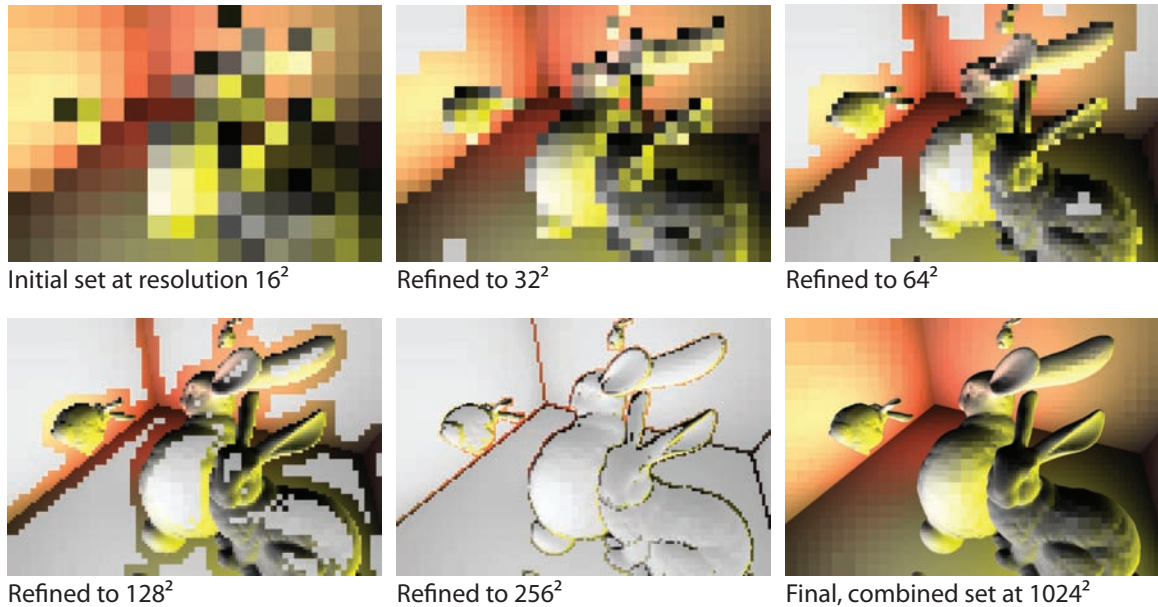 Initial set at resolution 16²
Refined to 32²
Refined to 64²
Refined to 128²
Refined to 256²
Final, combined set at 1024²